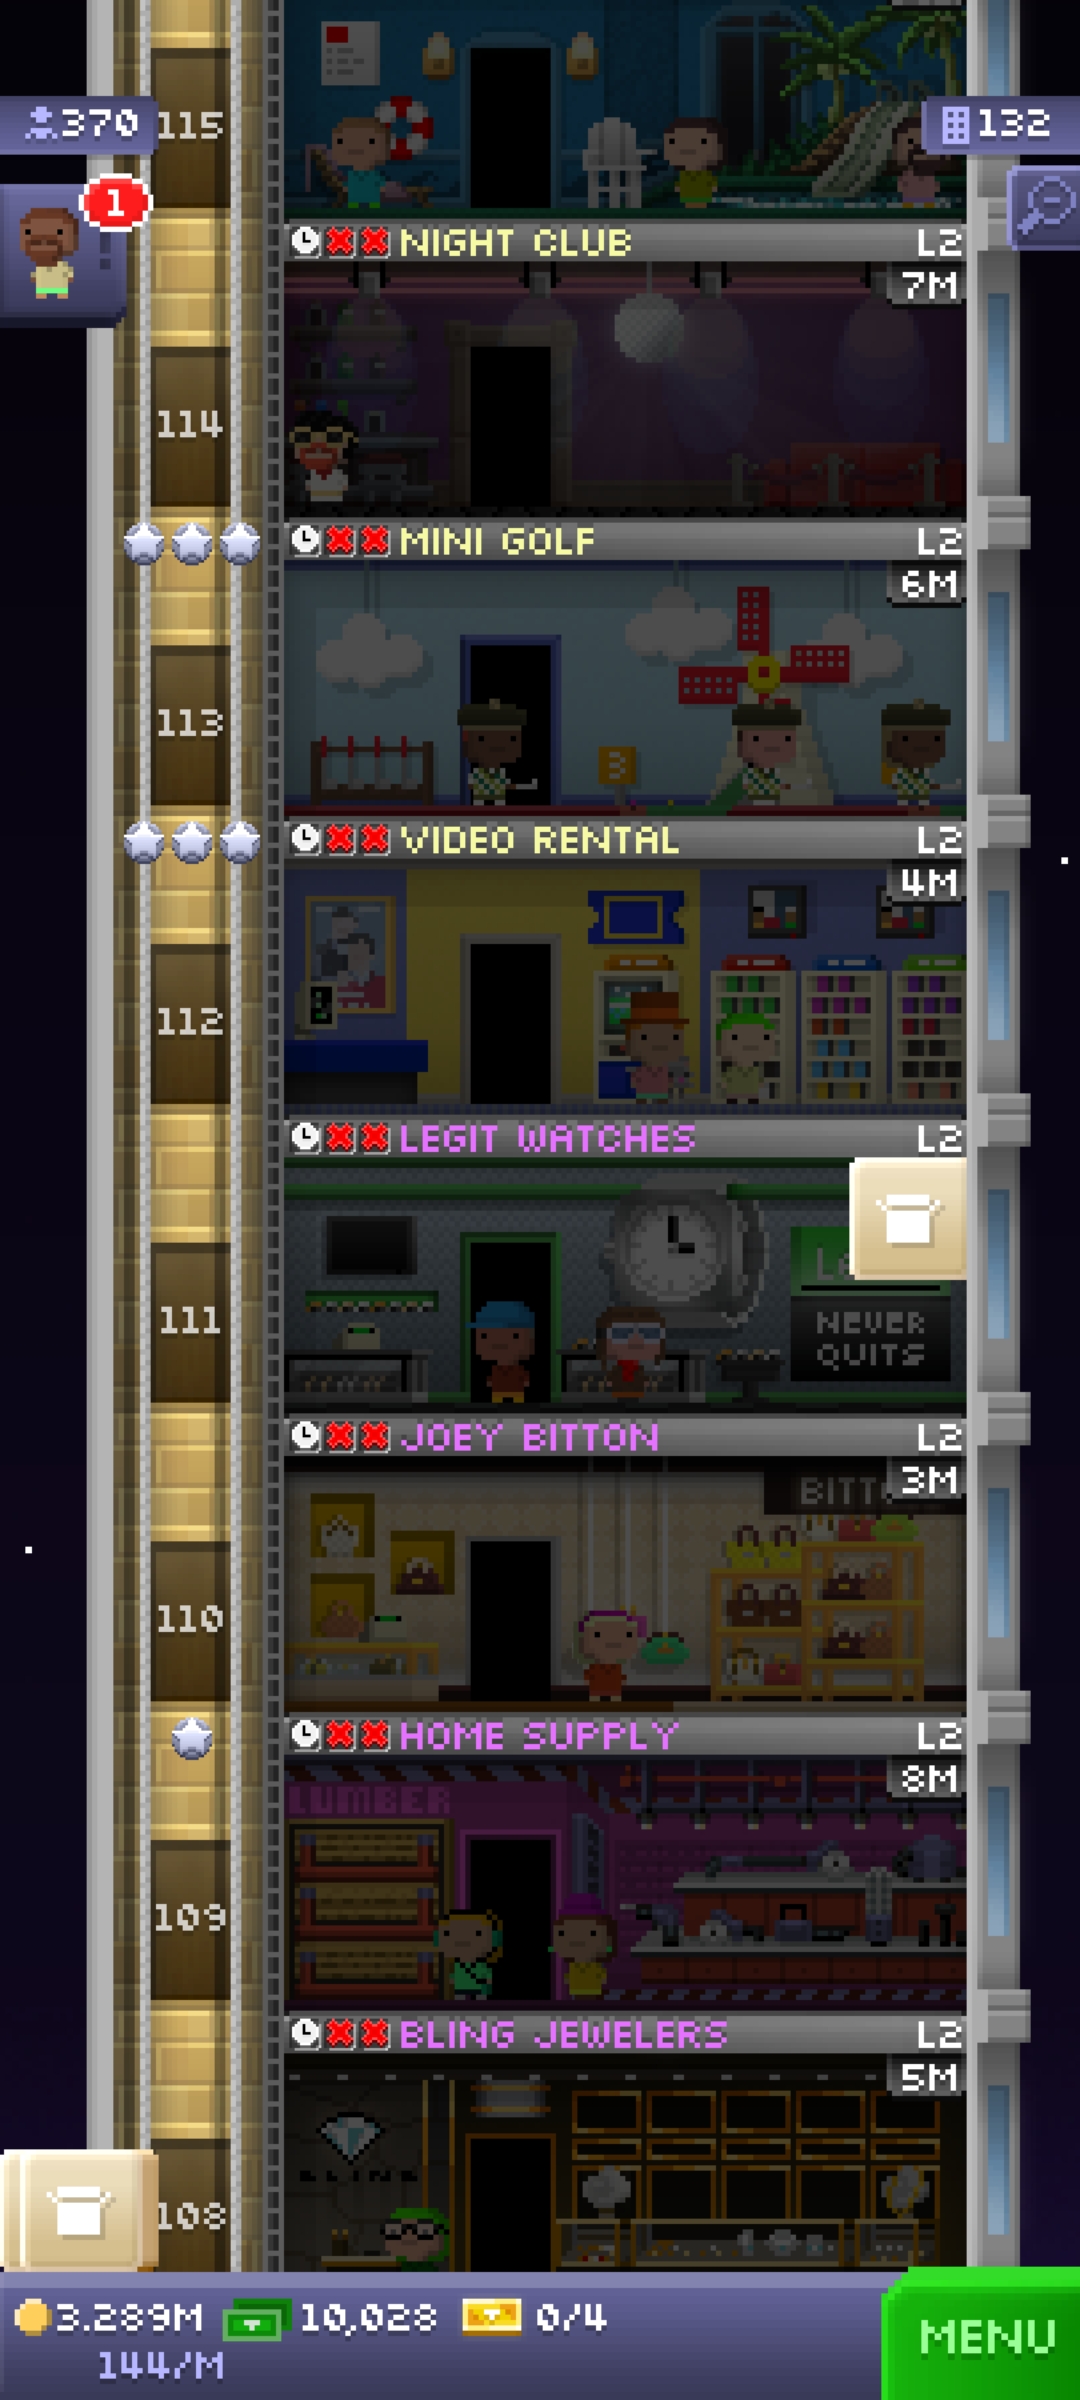 370
115
132
1
NIGHT CLUB L2
7M
114
MINI GOLF L2
6M
113
3
VIDEO RENTAL L2
4M
112
LEGIT WATCHES L2
111
NEVER
QUITS
JOEY BITTON L2
3M
110
HOME SUPPLY L2
8M
LUMBER
109
BLING JEWELERS L2
5M
BLING
108
3.289M 10,028 0/4
144/M
MENU